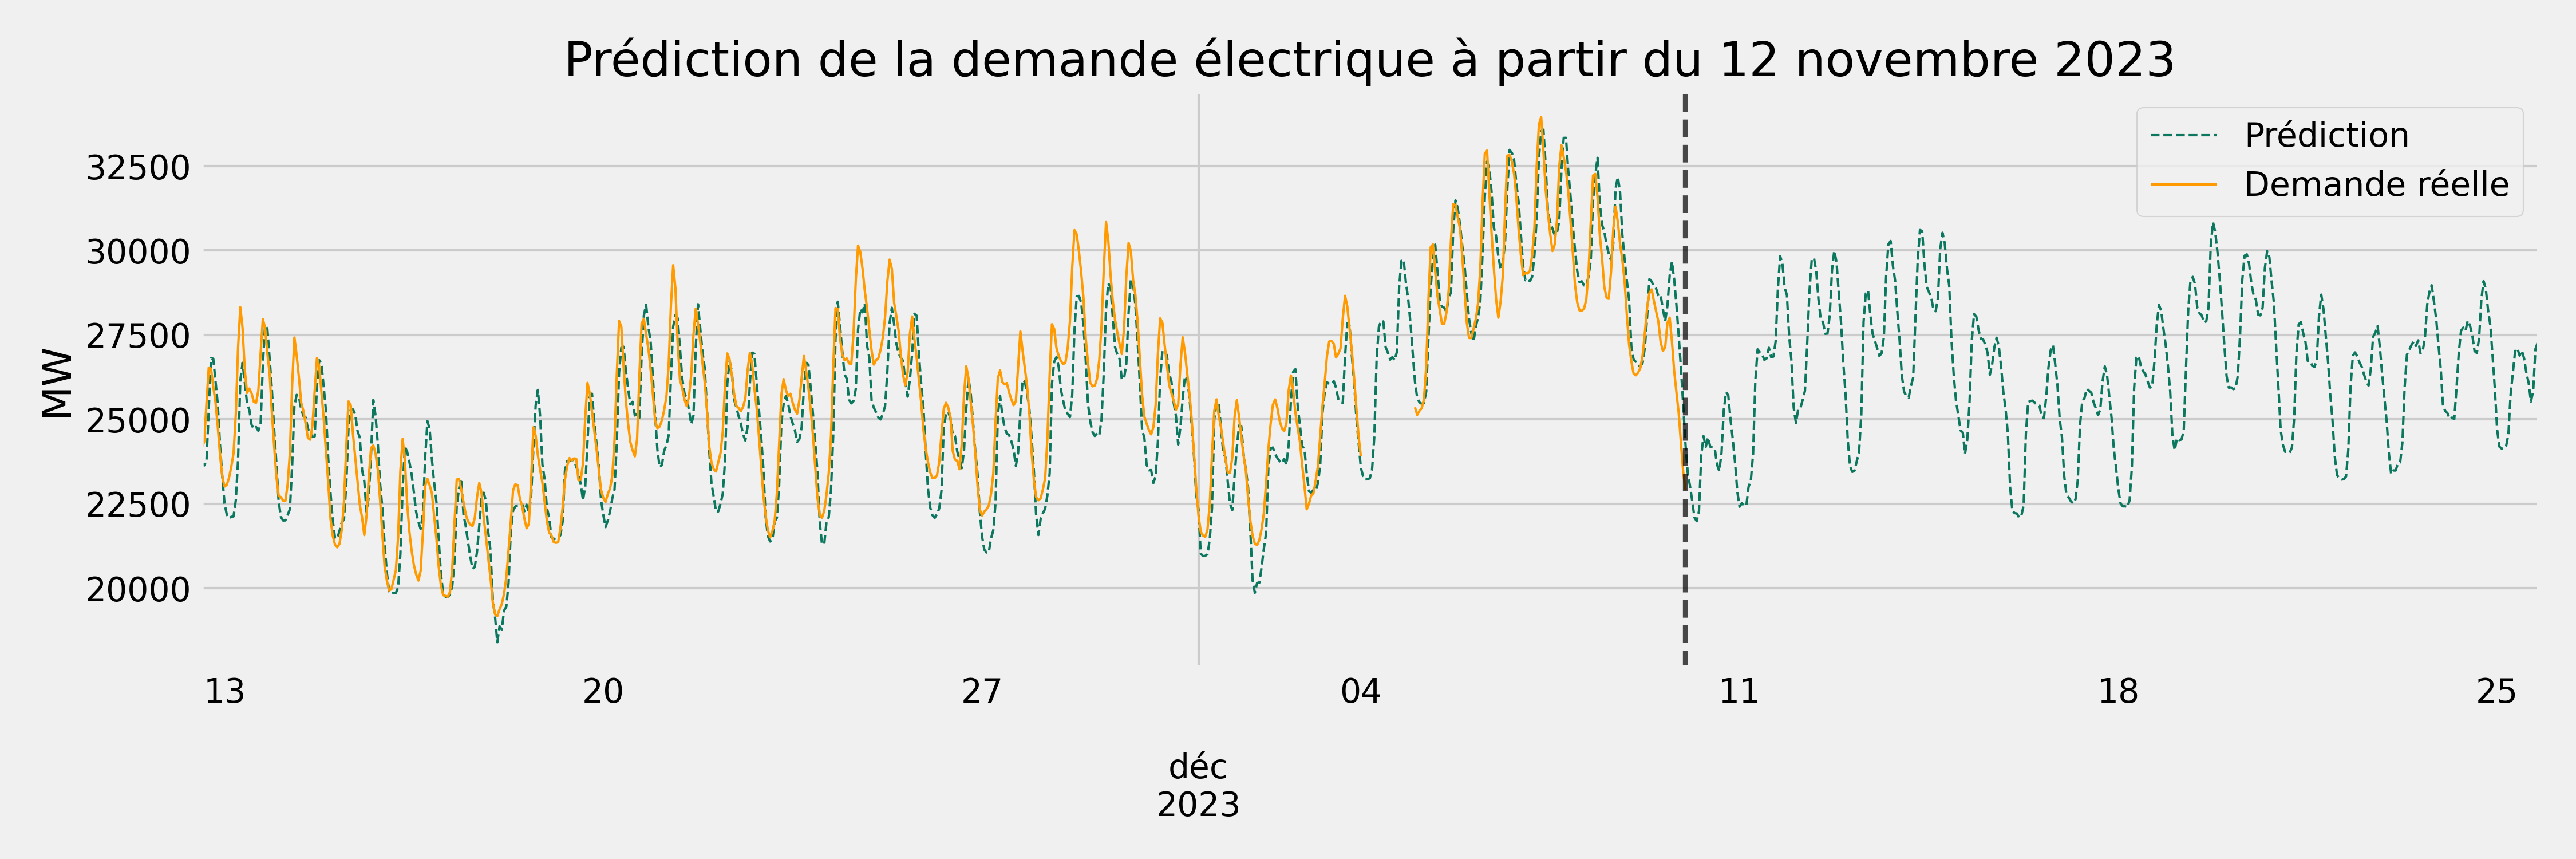 Prédiction de la demande électrique à partir du 12 novembre 2023
Prédiction
Demande réelle
MW
32500
30000
27500
25000
22500
20000
13 20 27 04 11 18 25
déc
2023